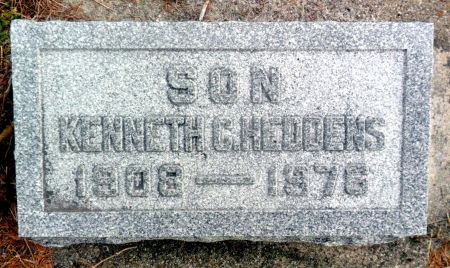 SON
KENNETH C. HEDDENS
1908 — 1976